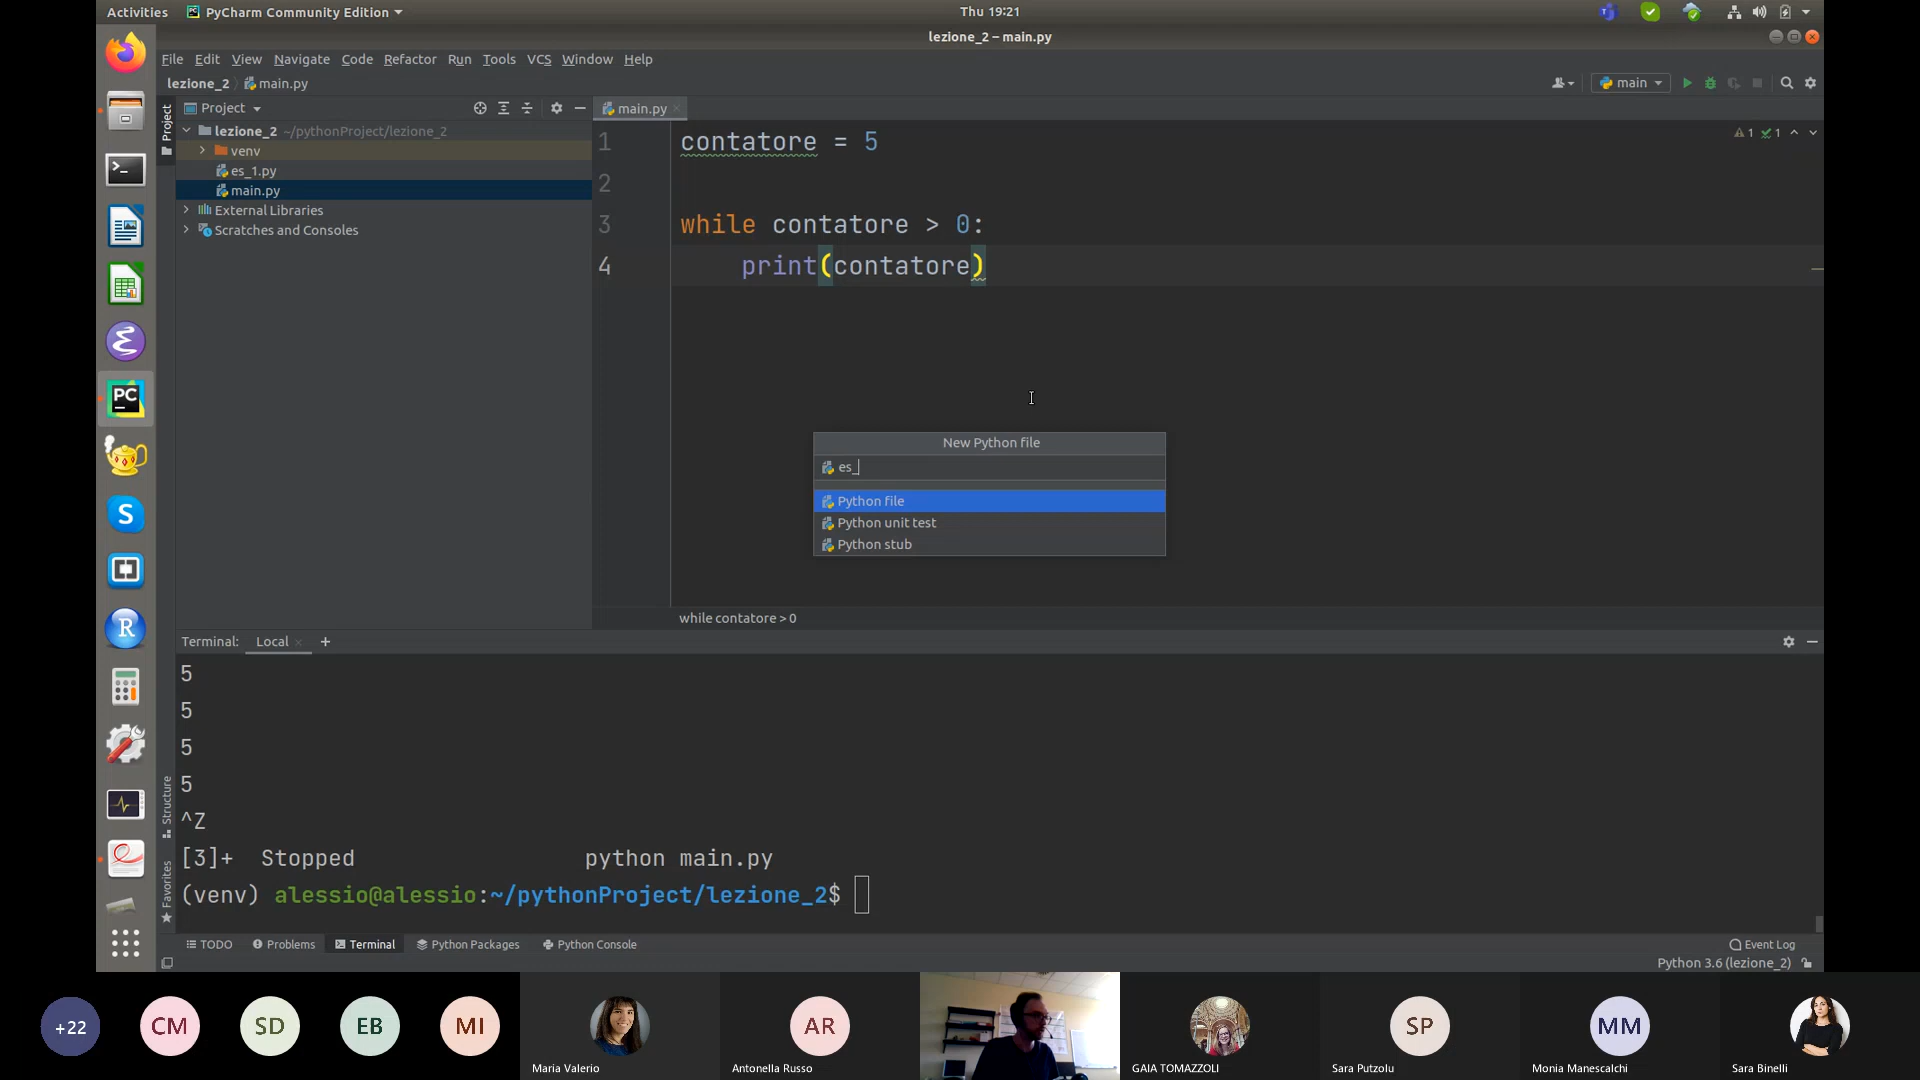 Activities PyCharm Community Edition Thu 19:21
lezione_2 – main.py
File Edit View Navigate Code Refactor Run Tools VCS Window Help
lezione_2 main.py main
Project
Project
main.py
lezione_2 ~/pythonProject/lezione_2
venv
es_1.py
main.py
External Libraries
Scratches and Consoles
1 contatore = 5
2
3 while contatore > 0:
4 print(contatore)
1 1
New Python file
es_
Python file
Python unit test
Python stub
while contatore > 0
Terminal: Local +
5
5
5
5
^Z
[3]+ Stopped python main.py
(venv) alessio@alessio:~/pythonProject/lezione_2$
Structure
Favorites
TODO Problems Terminal Python Packages Python Console Event Log
Python 3.6 (lezione_2)
+22 CM SD EB MI AR SP MM
Maria Valerio Antonella Russo GAIA TOMAZZOLI Sara Putzolu Monia Manescalchi Sara Binelli